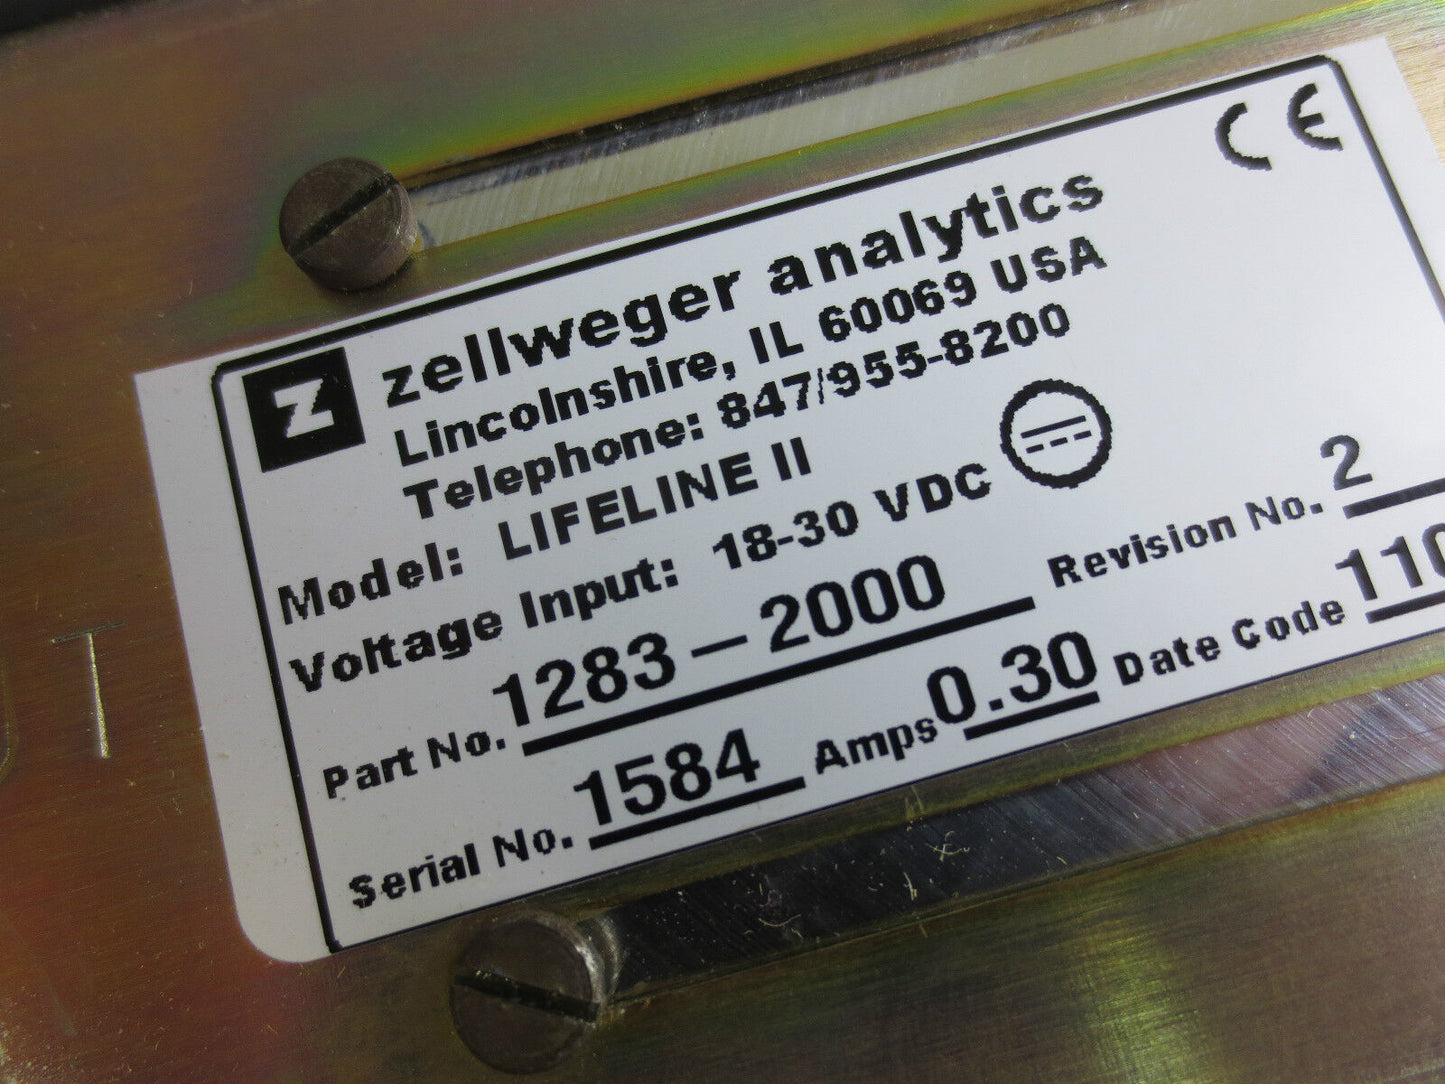 CE
Z zellweger analytics
Lincolnshire, IL 60069 USA
Telephone: 847/955-8200
Model: LIFELINE II
Voltage Input: 18-30 VDC
Part No. 1283-2000 Revision No. 2
Serial No. 1584 Amps 0.30 Date Code
T